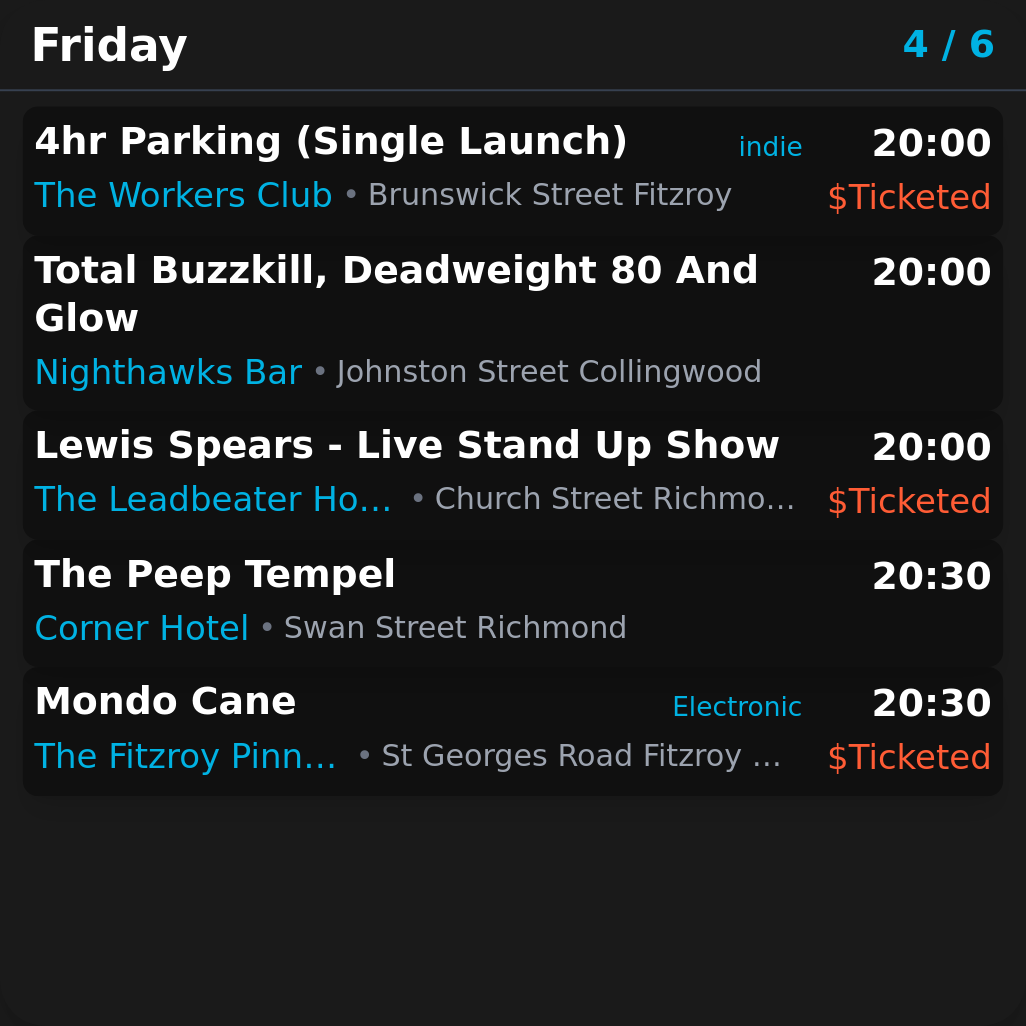 Friday 4 / 6
4hr Parking (Single Launch) indie 20:00
The Workers Club • Brunswick Street Fitzroy $Ticketed
Total Buzzkill, Deadweight 80 And 20:00
Glow
Nighthawks Bar • Johnston Street Collingwood
Lewis Spears - Live Stand Up Show 20:00
The Leadbeater Ho… • Church Street Richmo… $Ticketed
The Peep Tempel 20:30
Corner Hotel • Swan Street Richmond
Mondo Cane Electronic 20:30
The Fitzroy Pinn… • St Georges Road Fitzroy … $Ticketed